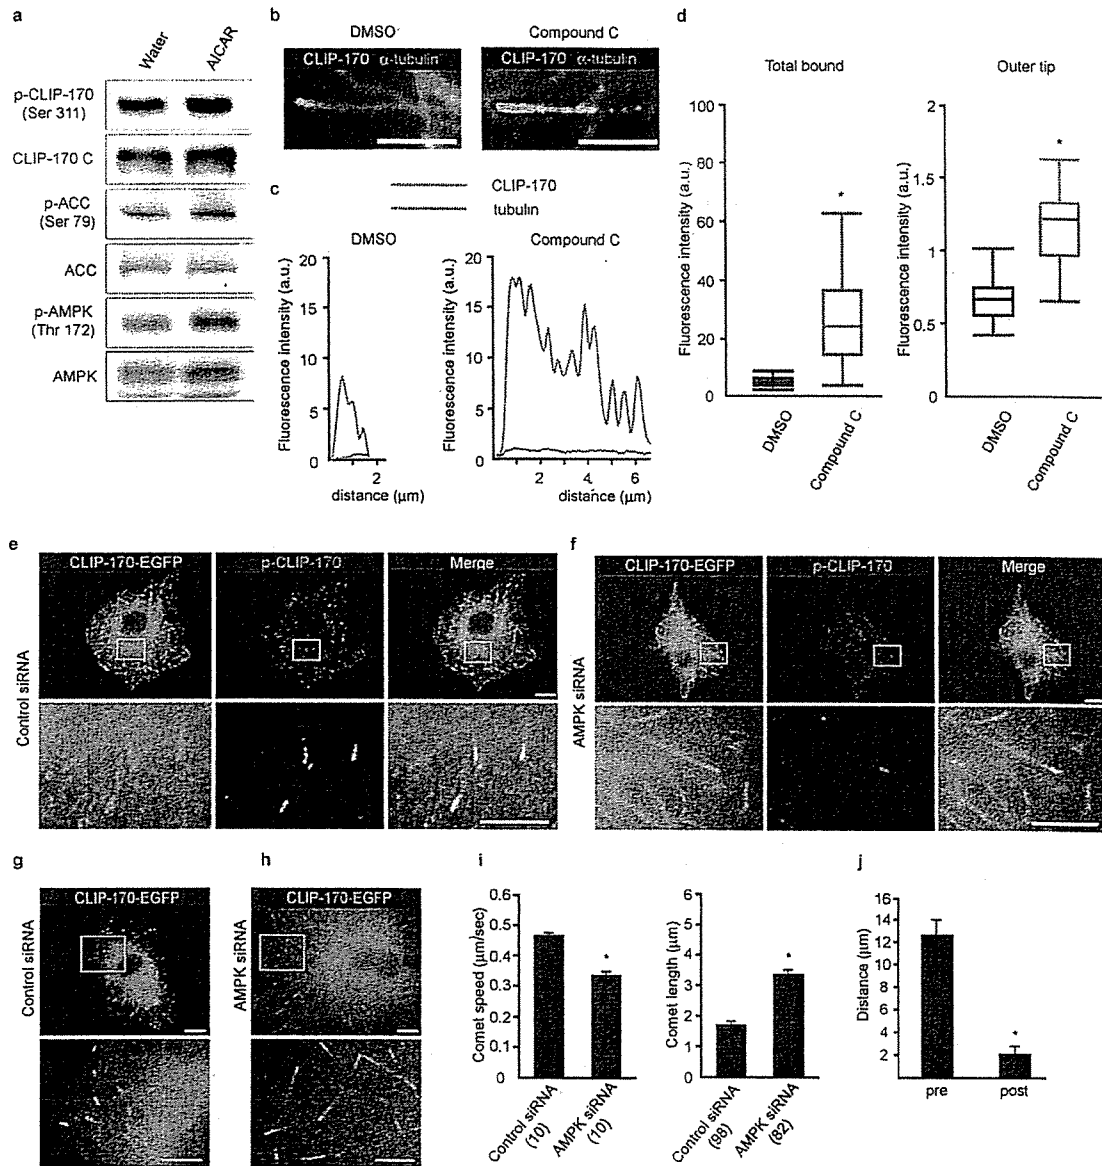 a
Water
AICAR
p-CLIP-170
(Ser 311)
CLIP-170 C
p-ACC
(Ser 79)
ACC
p-AMPK
(Thr 172)
AMPK
b
DMSO
Compound C
CLIP-170 α-tubulin
CLIP-170 α-tubulin
c
CLIP-170
tubulin
DMSO
Compound C
Fluorescence intensity (a.u.)
20
15
10
5
0
2
distance (μm)
Fluorescence intensity (a.u.)
20
15
10
5
0
2
4
6
distance (μm)
d
Total bound
Outer tip
Fluorescence intensity (a.u.)
100
80
60
40
20
0
*
DMSO
Compound C
Fluorescence intensity (a.u.)
2
1.5
1
0.5
0
*
DMSO
Compound C
e
CLIP-170-EGFP
p-CLIP-170
Merge
Control siRNA
f
CLIP-170-EGFP
p-CLIP-170
Merge
AMPK siRNA
g
CLIP-170-EGFP
Control siRNA
h
CLIP-170-EGFP
AMPK siRNA
i
Comet speed (μm/sec)
0.6
0.5
0.4
0.3
0.2
0.1
0
*
Control siRNA
(10)
AMPK siRNA
(10)
Comet length (μm)
6
5
4
3
2
1
0
*
Control siRNA
(98)
AMPK siRNA
(82)
j
Distance (μm)
16
14
12
10
8
6
4
2
*
pre
post